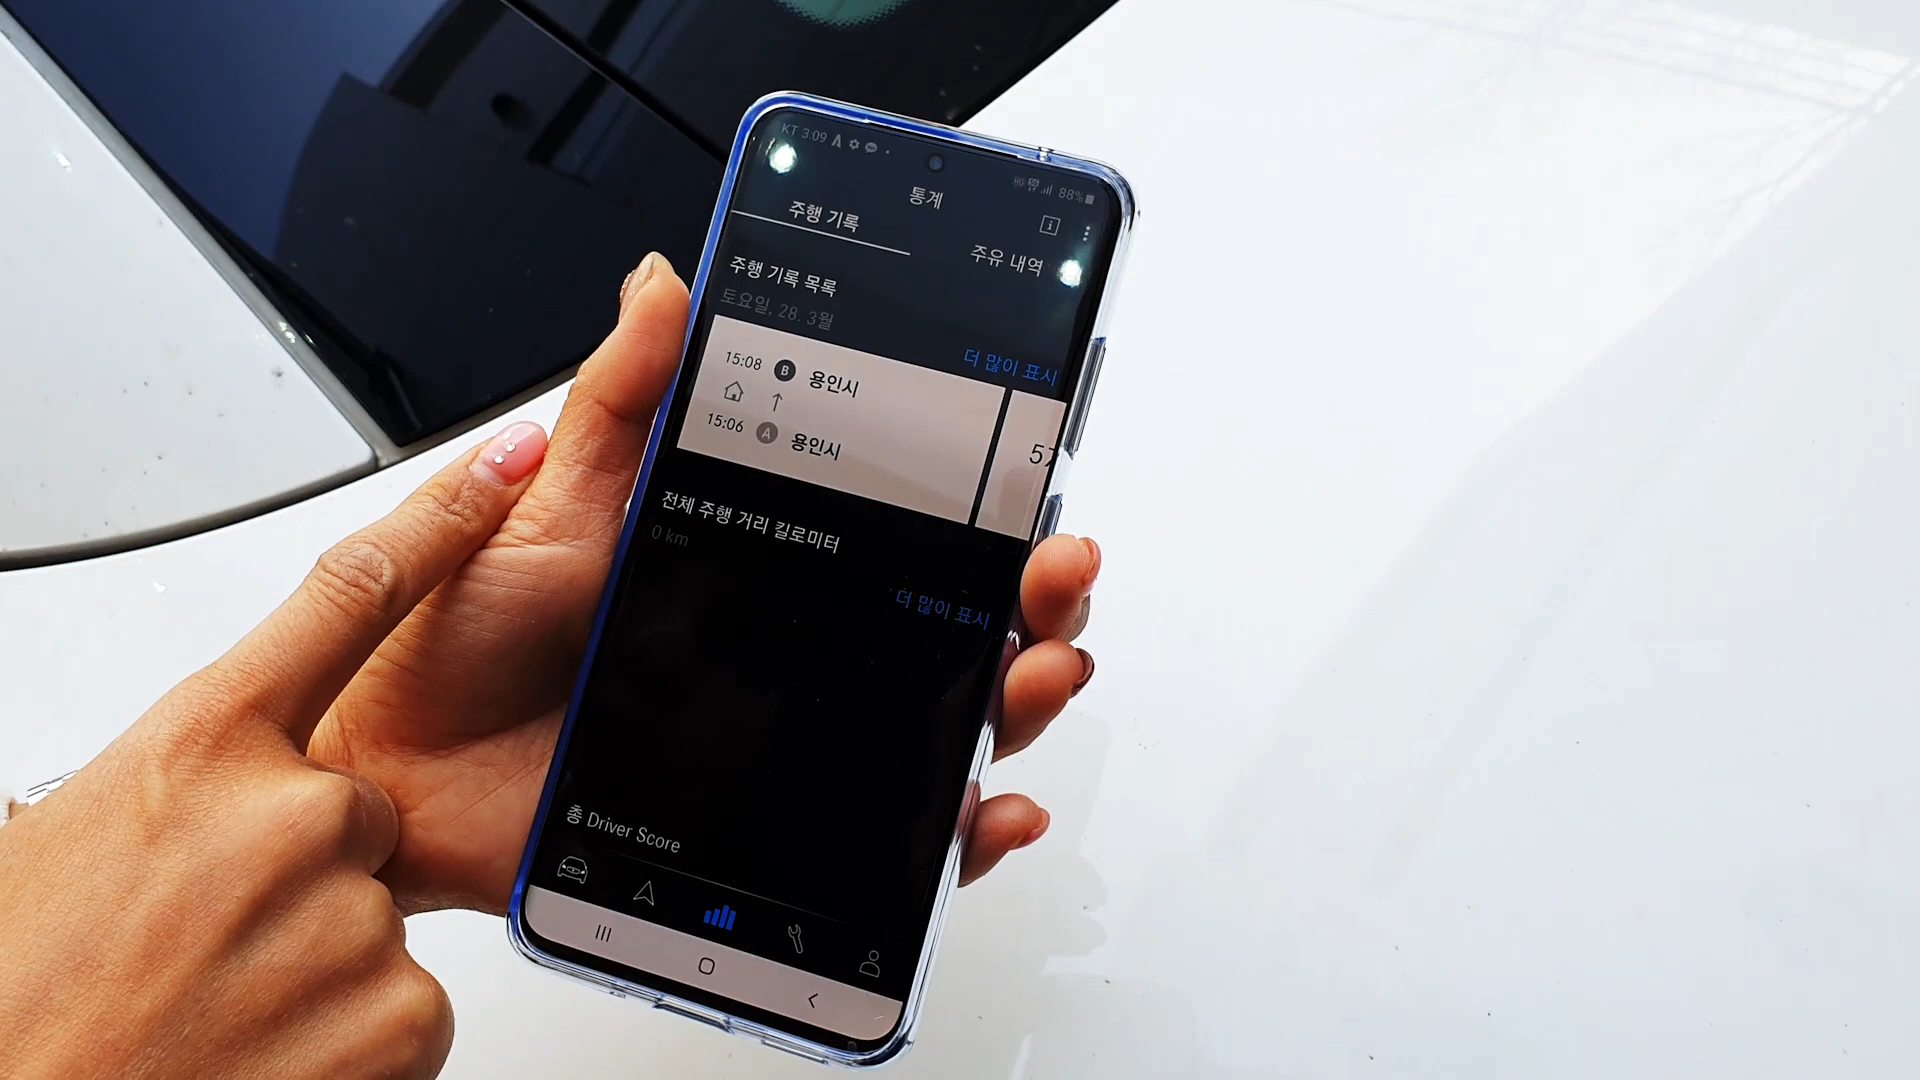 KT 3:09
88%
통계
주행 기록
주유 내역
주행 기록 목록
토요일, 28. 3월
더 많이 표시
15:08 B 용인시
15:06 A 용인시
57
전체 주행 거리 킬로미터
0 km
더 많이 표시
총 Driver Score